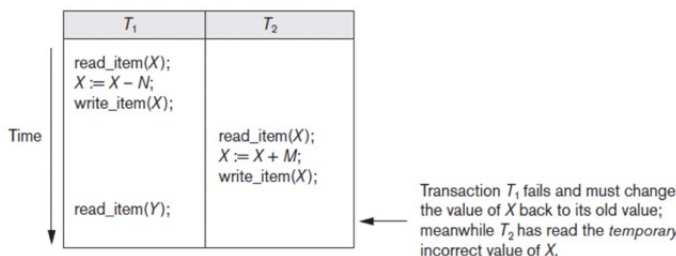 T1 T2
read_item(X);
X := X – N;
write_item(X);
Time
read_item(X);
X := X + M;
write_item(X);
read_item(Y);
Transaction T1 fails and must change
the value of X back to its old value;
meanwhile T2 has read the temporary
incorrect value of X.